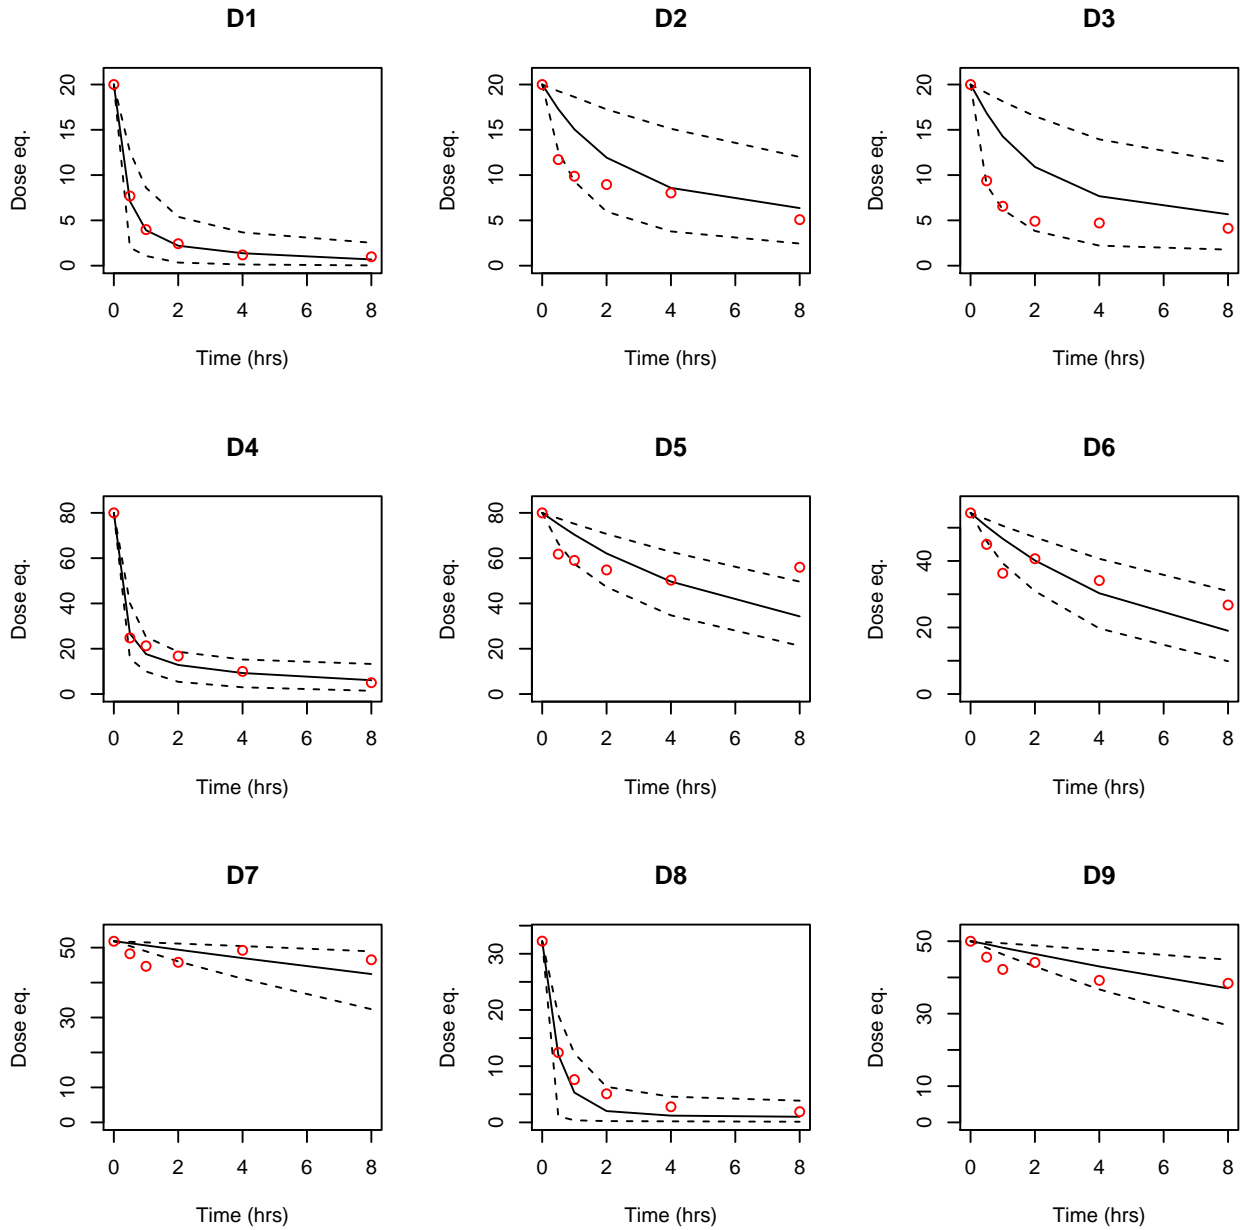 D1 D2 D3
20 20 20
15 15 15
10 10 10
5 5 5
0 0 0
Dose eq. Dose eq. Dose eq.
0 2 4 6 8 0 2 4 6 8 0 2 4 6 8
Time (hrs) Time (hrs) Time (hrs)
D4 D5 D6
80 80
60 60 40
40 40 20
20 20 0
0 0
Dose eq. Dose eq. Dose eq.
0 2 4 6 8 0 2 4 6 8 0 2 4 6 8
Time (hrs) Time (hrs) Time (hrs)
D7 D8 D9
50 30 50
30 20 30
10 10 10
0 0 0
Dose eq. Dose eq. Dose eq.
0 2 4 6 8 0 2 4 6 8 0 2 4 6 8
Time (hrs) Time (hrs) Time (hrs)